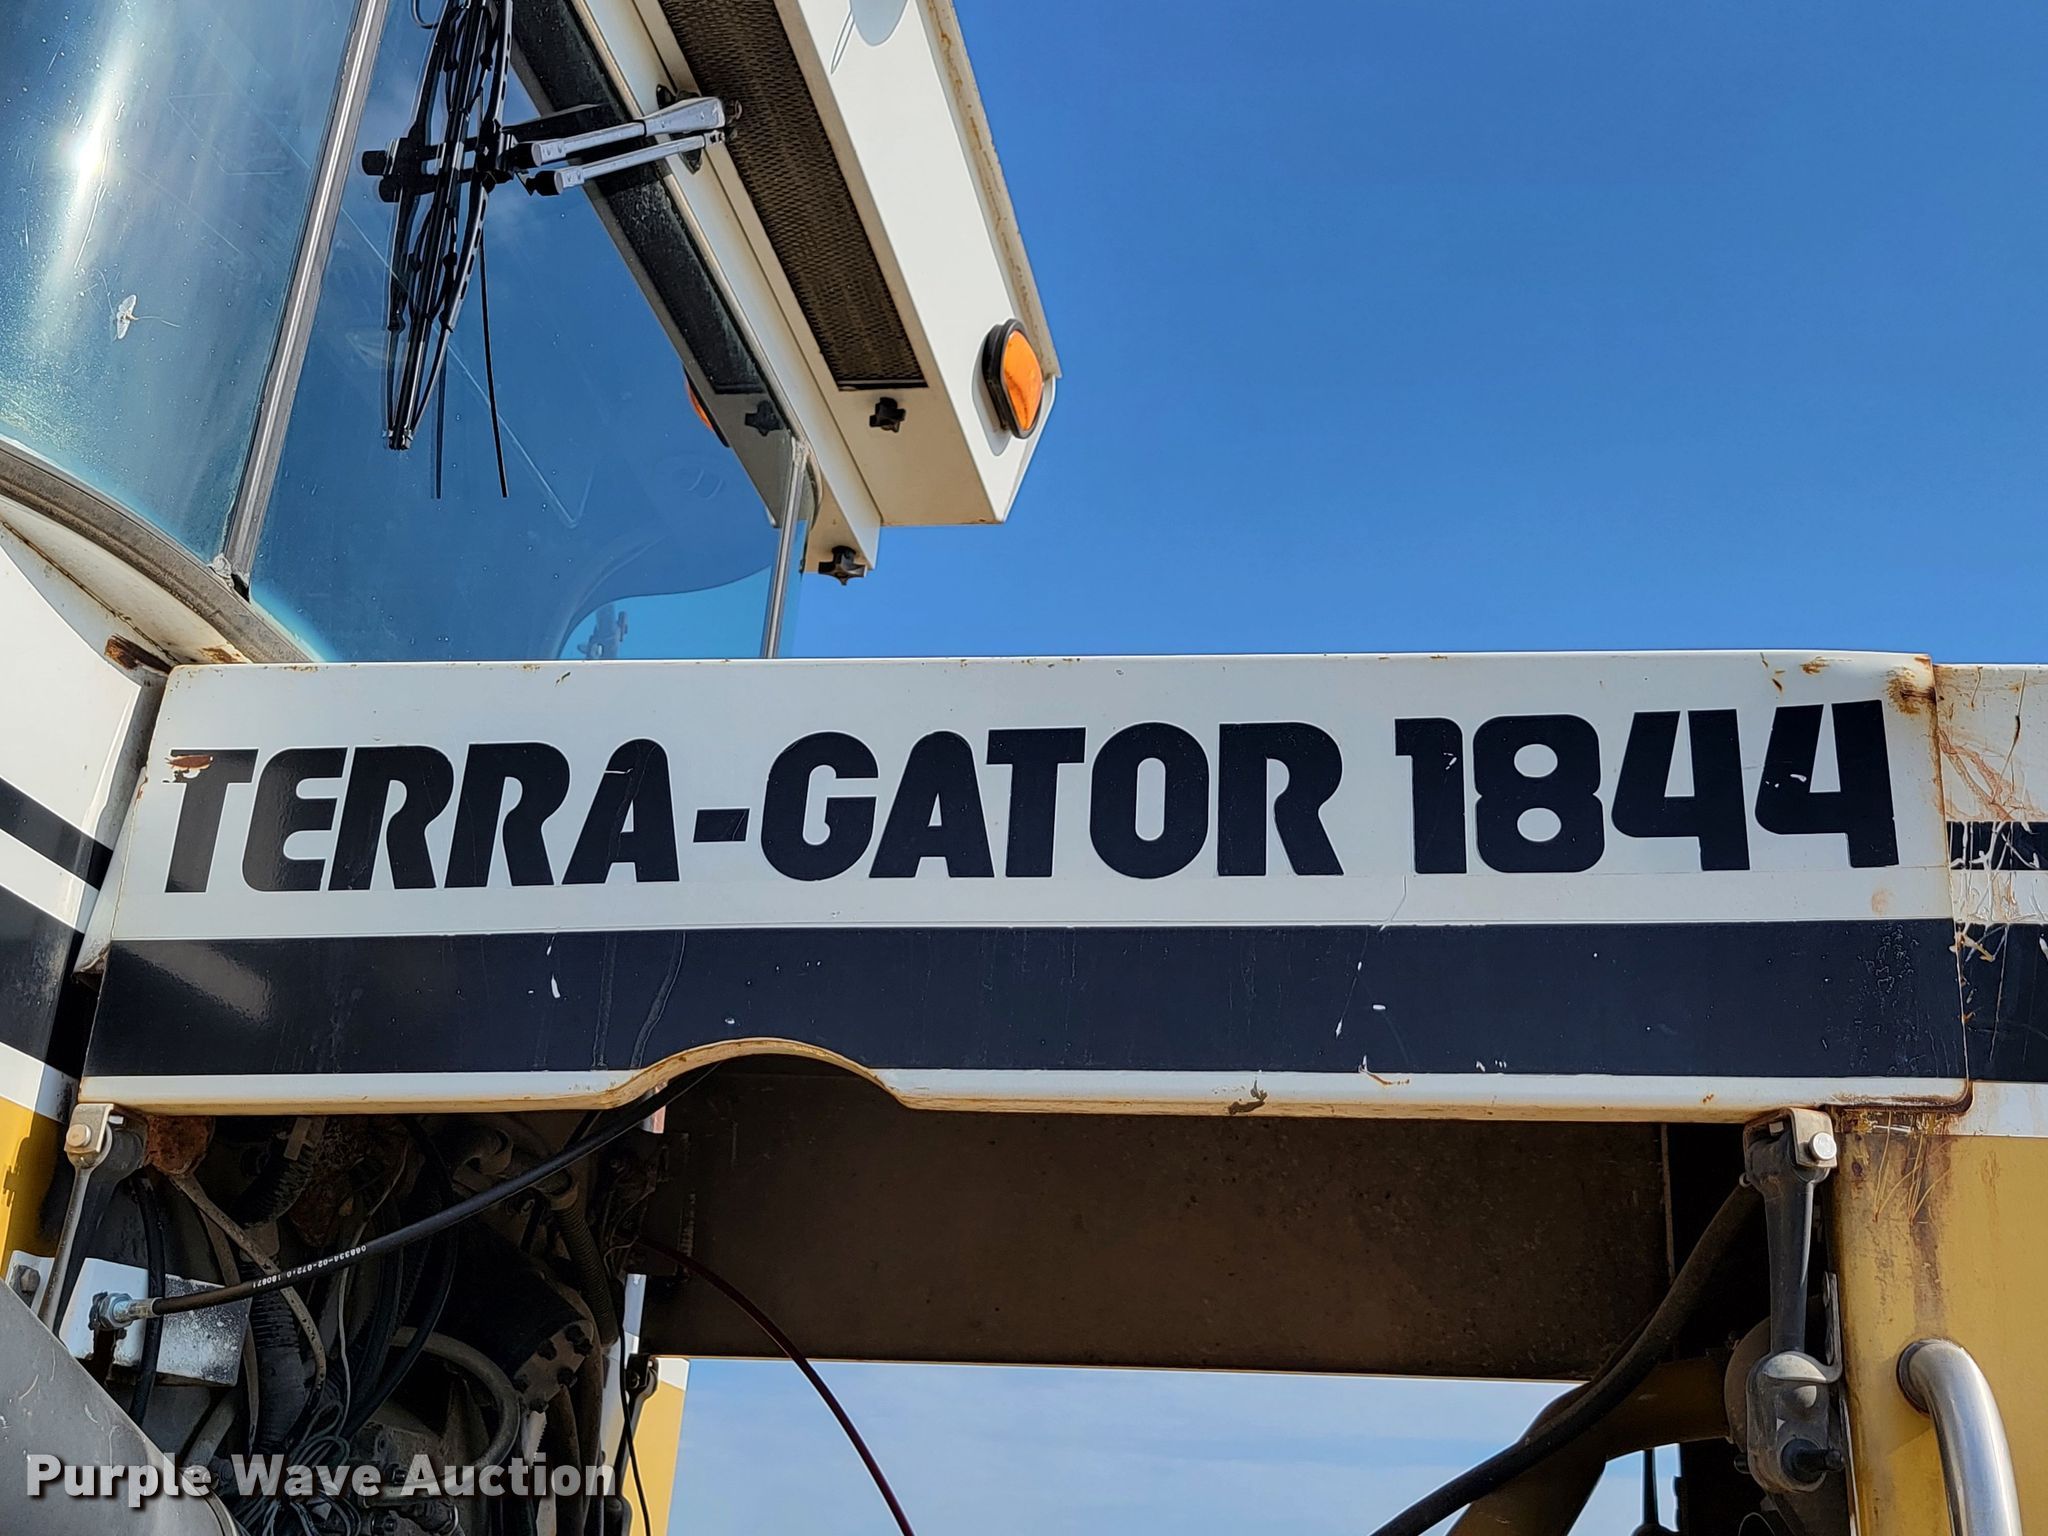 TERRA-GATOR 1844
Purple Wave Auction